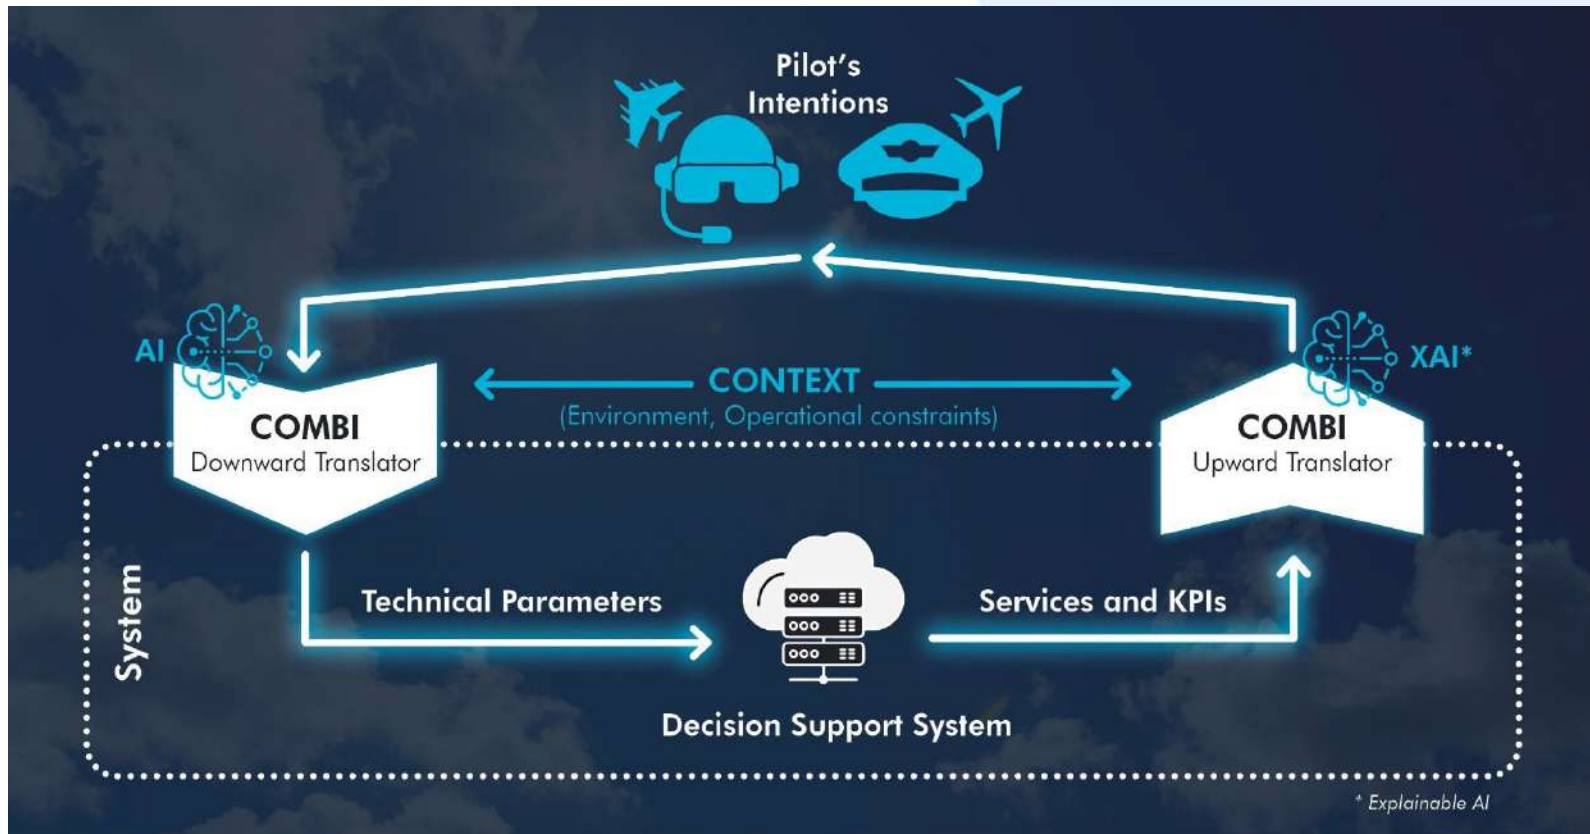 Pilot's
Intentions
AI
XAI*
CONTEXT
(Environment, Operational constraints)
COMBI
Downward Translator
COMBI
Upward Translator
System
Technical Parameters
Services and KPIs
Decision Support System
* Explainable AI